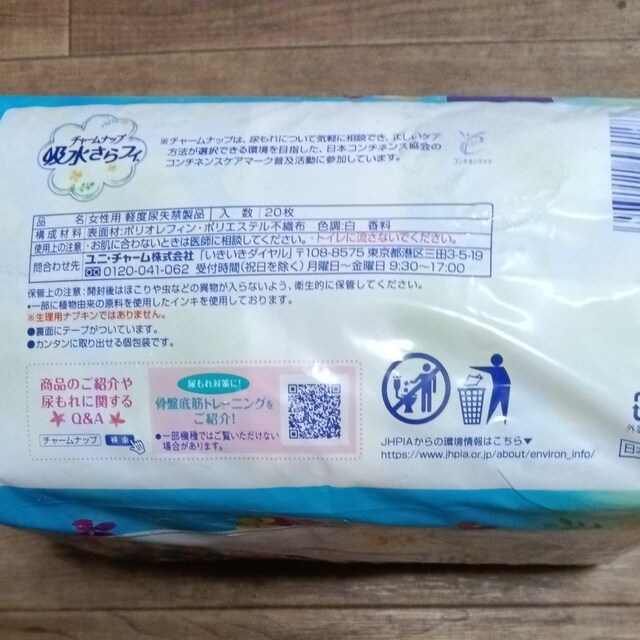 チャームナップ
吸水さらフィ
※チャームナップは、尿もれについて気軽に相談でき、正しいケア
方法が選択できる環境を目指した、日本コンチネンス協会の
コンチネンスケアマーク普及活動に参加しています。
コンチネンスケア
品　名 女性用 軽度尿失禁製品 入 数 20枚
構成材料 表面材:ポリオレフィン・ポリエステル不織布 色調:白 香料
使用上の注意 ・お肌に合わないときは医師に相談してください。・トイレに流さないでください。
問合わせ先 ユニ・チャーム株式会社 「いきいきダイヤル」〒108-8575 東京都港区三田3-5-19
0120-041-062 受付時間(祝日を除く) 月曜日～金曜日 9:30～17:00
保管上の注意:開封後はほこりや虫などの異物が入らないよう、衛生的に保管してください。
・一部に植物由来の原料を使用したインキを使用しております。
※生理用ナプキンではありません。
●裏面にテープがついています。
●カンタンに取り出せる個包装です。
商品のご紹介や
尿もれに関する
Q&A
チャームナップ 検索
尿もれ対策に!
骨盤底筋トレーニングを
ご紹介!
●一部機種ではご覧いただけない
場合があります。
JHPIAからの環境情報はこちら▼
https://www.jhpia.or.jp/about/environ_info/
外
日本